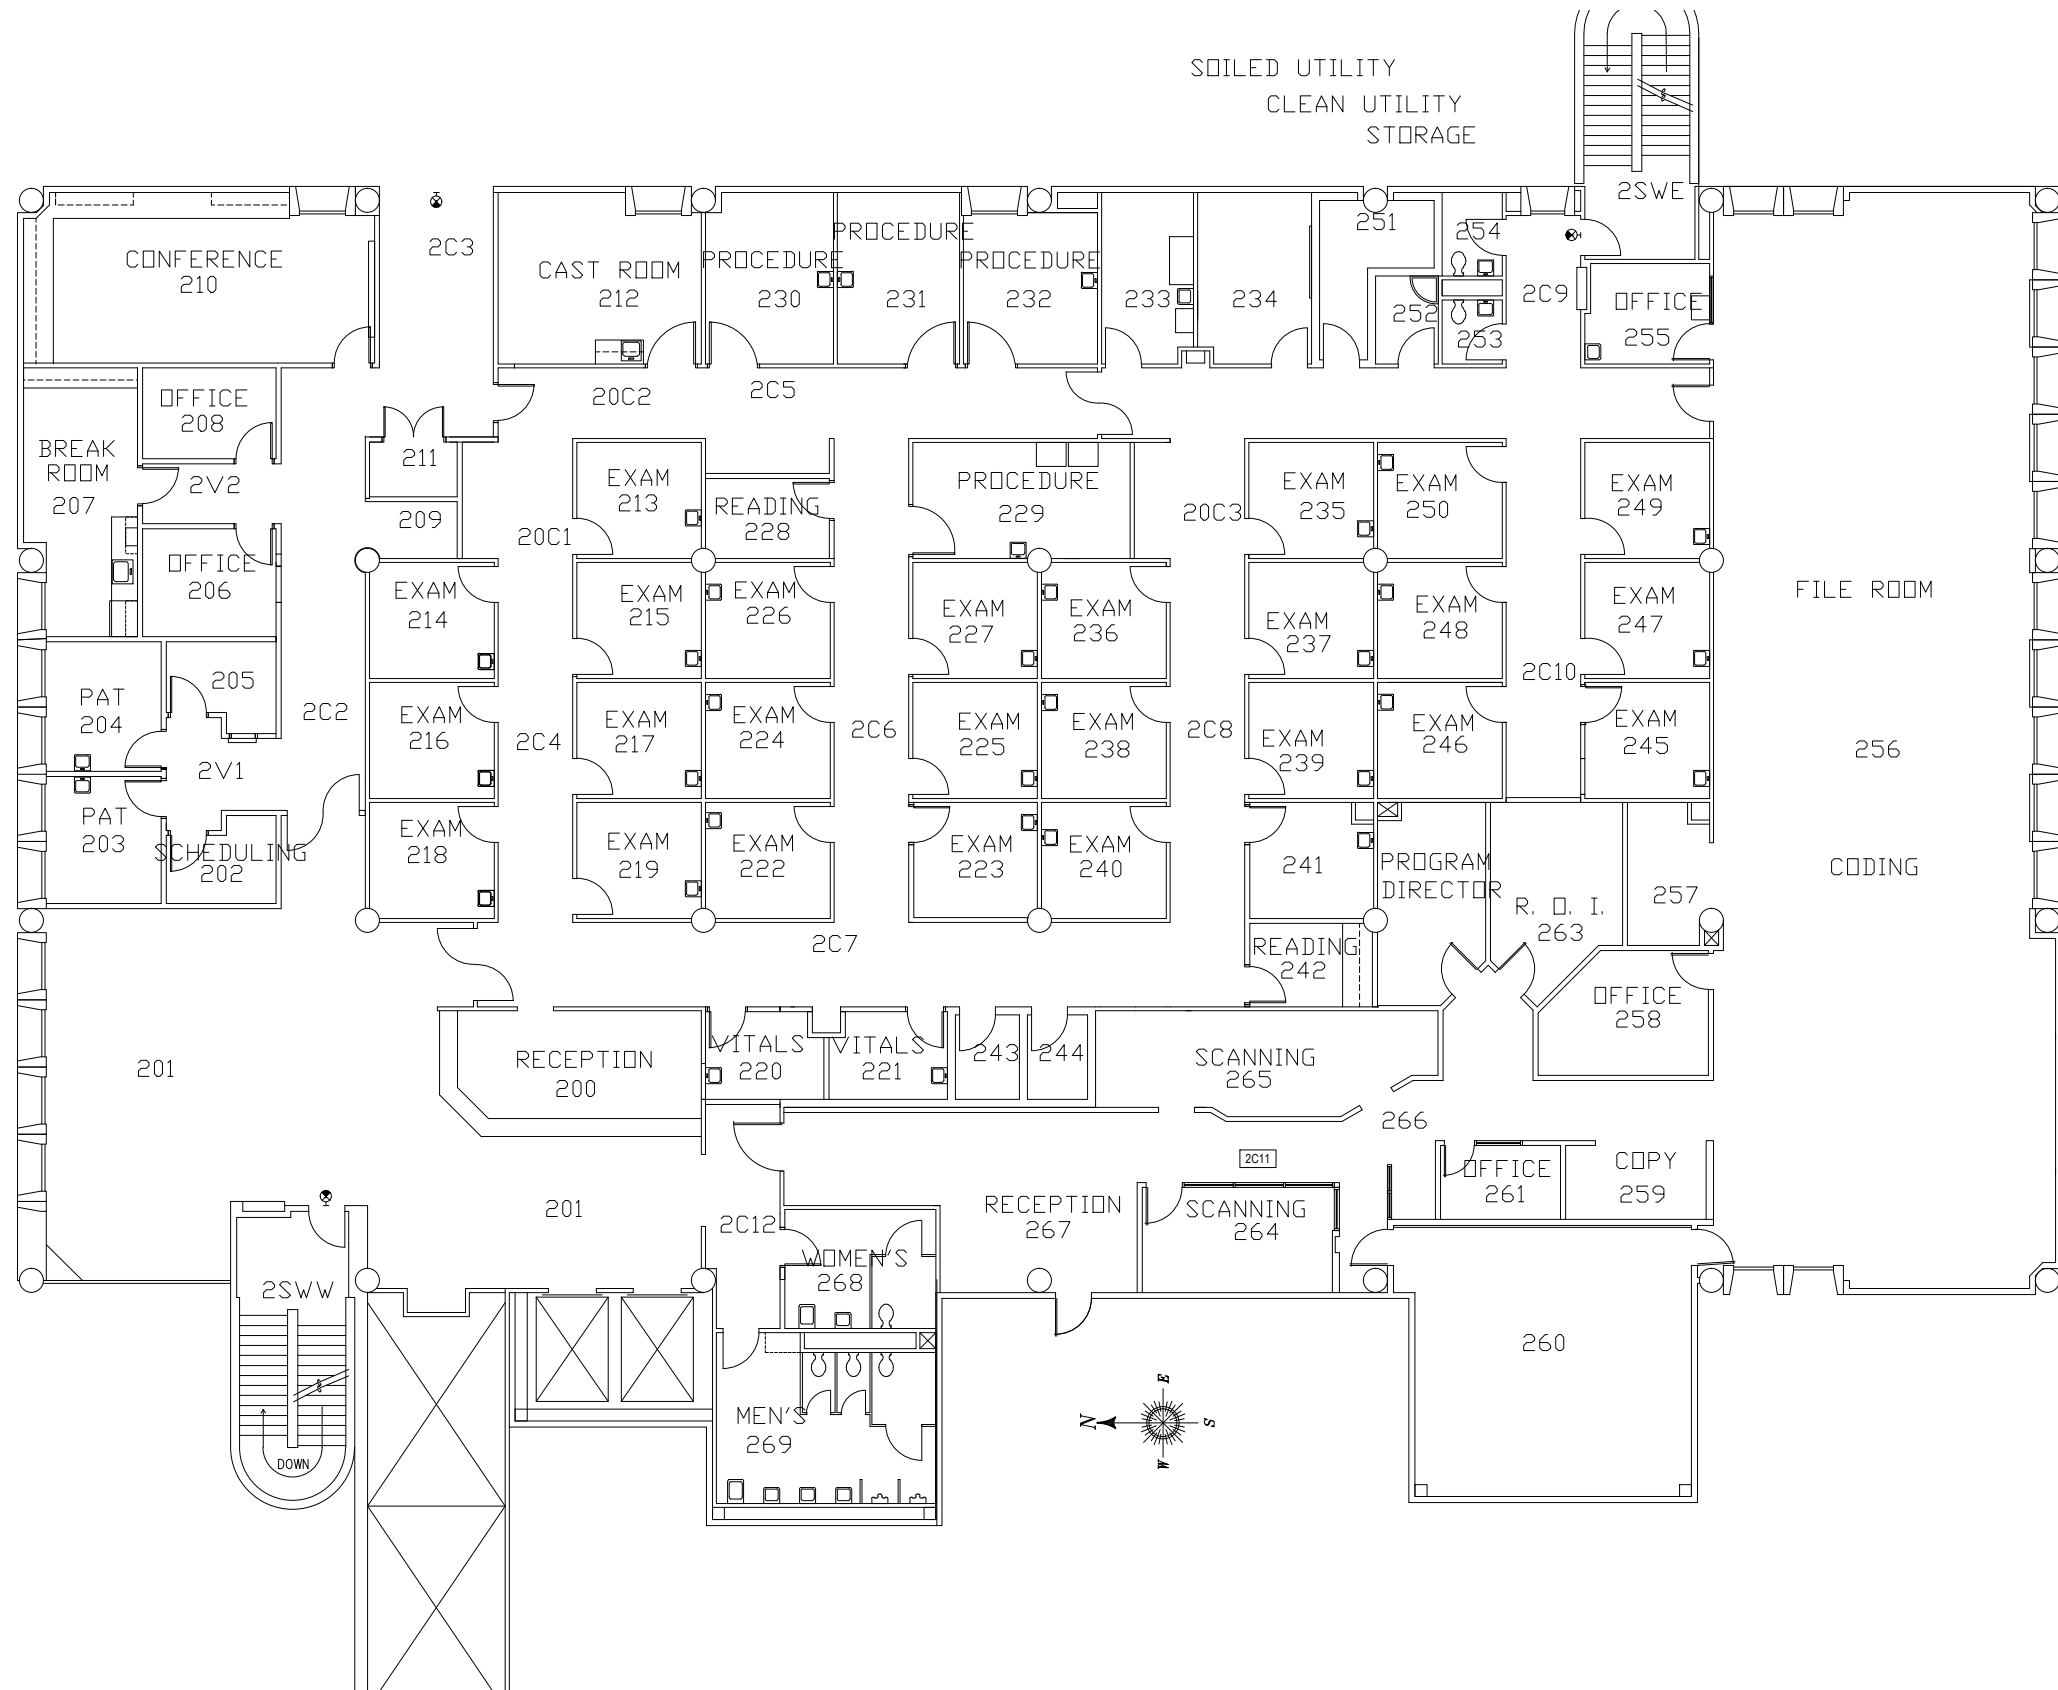 SOILED UTILITY
CLEAN UTILITY
STORAGE
2SWE
CONFERENCE
210
2C3
CAST ROOM
212
PROCEDURE
230
PROCEDURE
231
PROCEDURE
232
233
234
251
252
254
253
2C9
OFFICE
255
20C2
2C5
OFFICE
208
BREAK
ROOM
207
2V2
211
209
OFFICE
206
20C1
EXAM
213
READING
228
PROCEDURE
229
20C3
EXAM
235
EXAM
250
EXAM
249
EXAM
214
EXAM
215
EXAM
226
EXAM
227
EXAM
236
EXAM
237
EXAM
248
EXAM
247
FILE ROOM
256
CODING
PAT
204
205
2V1
PAT
203
SCHEDULING
202
2C2
EXAM
216
2C4
EXAM
217
EXAM
224
2C6
EXAM
225
EXAM
238
2C8
EXAM
239
EXAM
246
2C10
EXAM
245
EXAM
218
EXAM
219
EXAM
222
EXAM
223
EXAM
240
241
PROGRAM
DIRECTOR
R. O. I.
263
257
2C7
READING
242
OFFICE
258
201
RECEPTION
200
VITALS
220
VITALS
221
243
244
SCANNING
265
266
2C11
OFFICE
261
COPY
259
201
2C12
RECEPTION
267
SCANNING
264
WOMEN'S
268
2SWW
DOWN
MEN'S
269
260
E
N
S
W